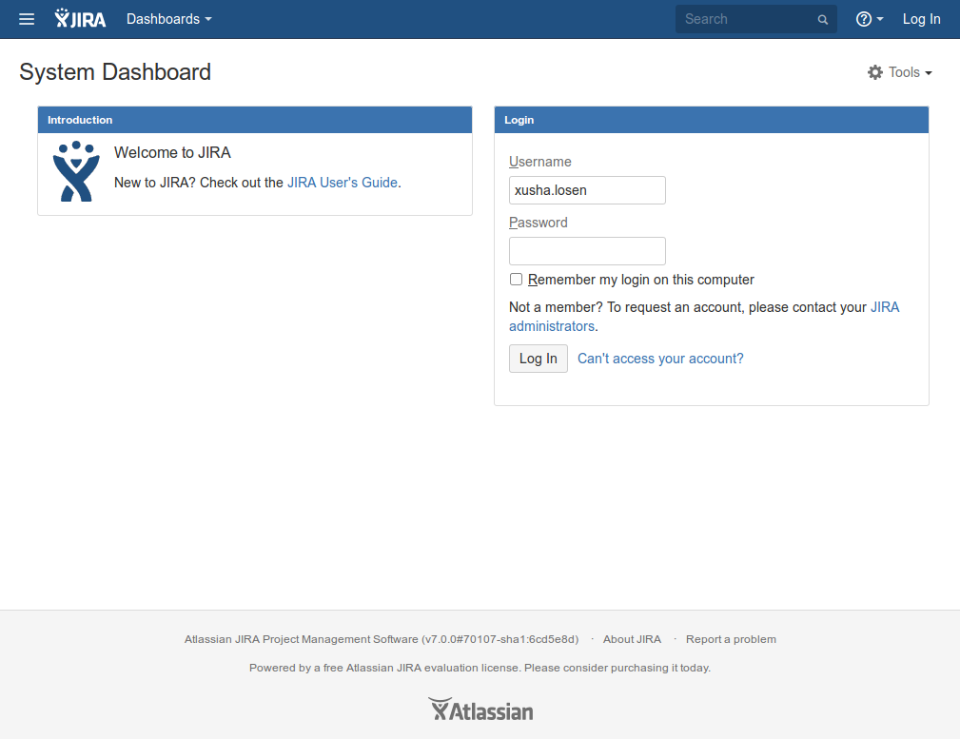 JIRA Dashboards Search Log In
System Dashboard
Tools
Introduction
Welcome to JIRA
New to JIRA? Check out the JIRA User's Guide.
Login
Username
xusha.losen
Password
Remember my login on this computer
Not a member? To request an account, please contact your JIRA
administrators.
Log In Can't access your account?
Atlassian JIRA Project Management Software (v7.0.0#70107-sha1:6cd5e8d) · About JIRA · Report a problem
Powered by a free Atlassian JIRA evaluation license. Please consider purchasing it today.
Atlassian